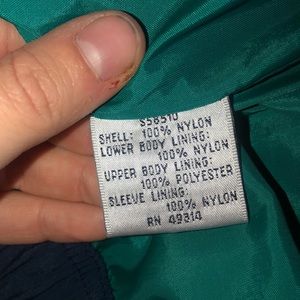 S58510
SHELL: 100% NYLON
LOWER BODY LINING:
100% NYLON
UPPER BODY LINING:
100% POLYESTER
SLEEVE LINING:
100% NYLON
RN 49314